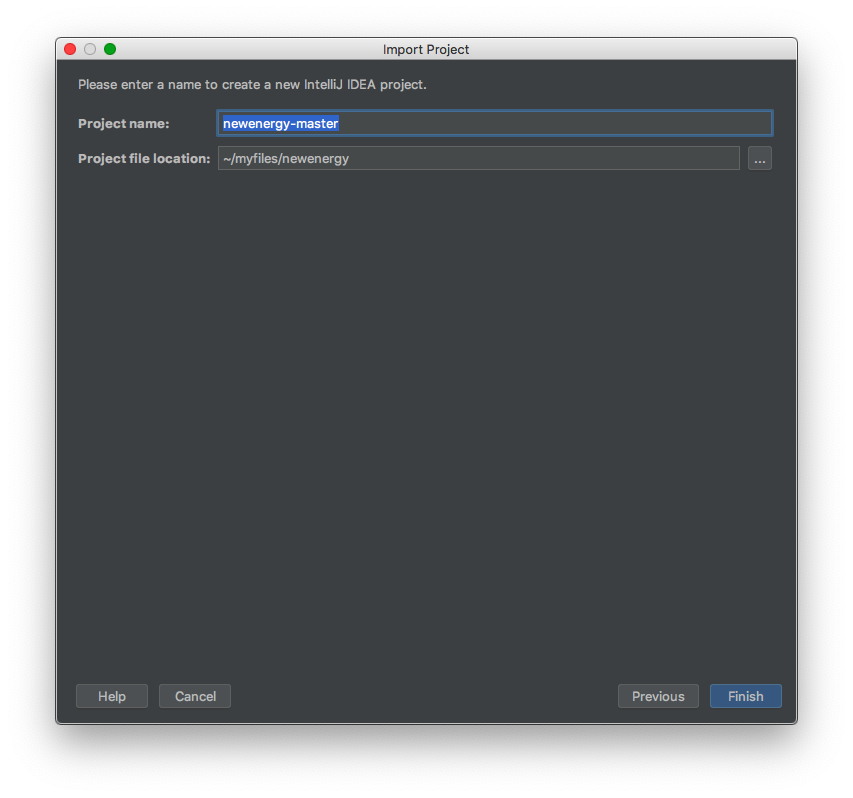 Import Project
Please enter a name to create a new IntelliJ IDEA project.
Project name: newenergy-master
Project file location: ~/myfiles/newenergy ...
Help Cancel Previous Finish